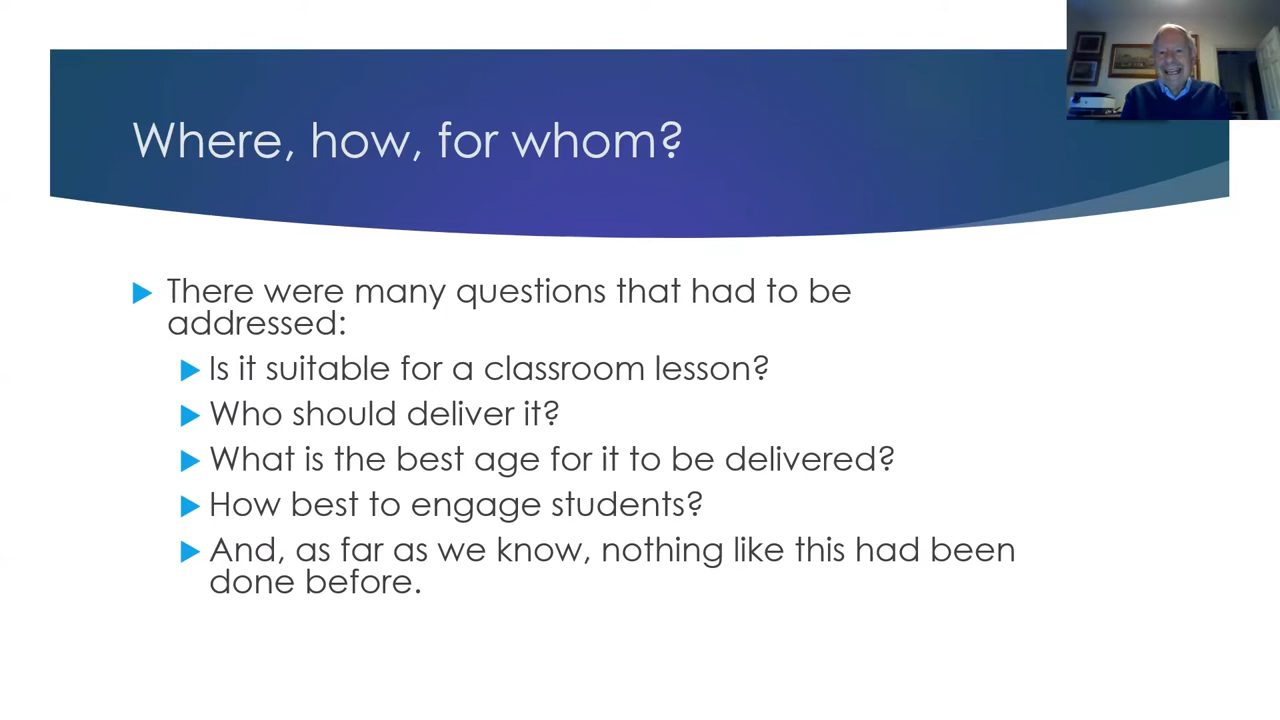 Where, how, for whom?
There were many questions that had to be
addressed:
Is it suitable for a classroom lesson?
Who should deliver it?
What is the best age for it to be delivered?
How best to engage students?
And, as far as we know, nothing like this had been
done before.